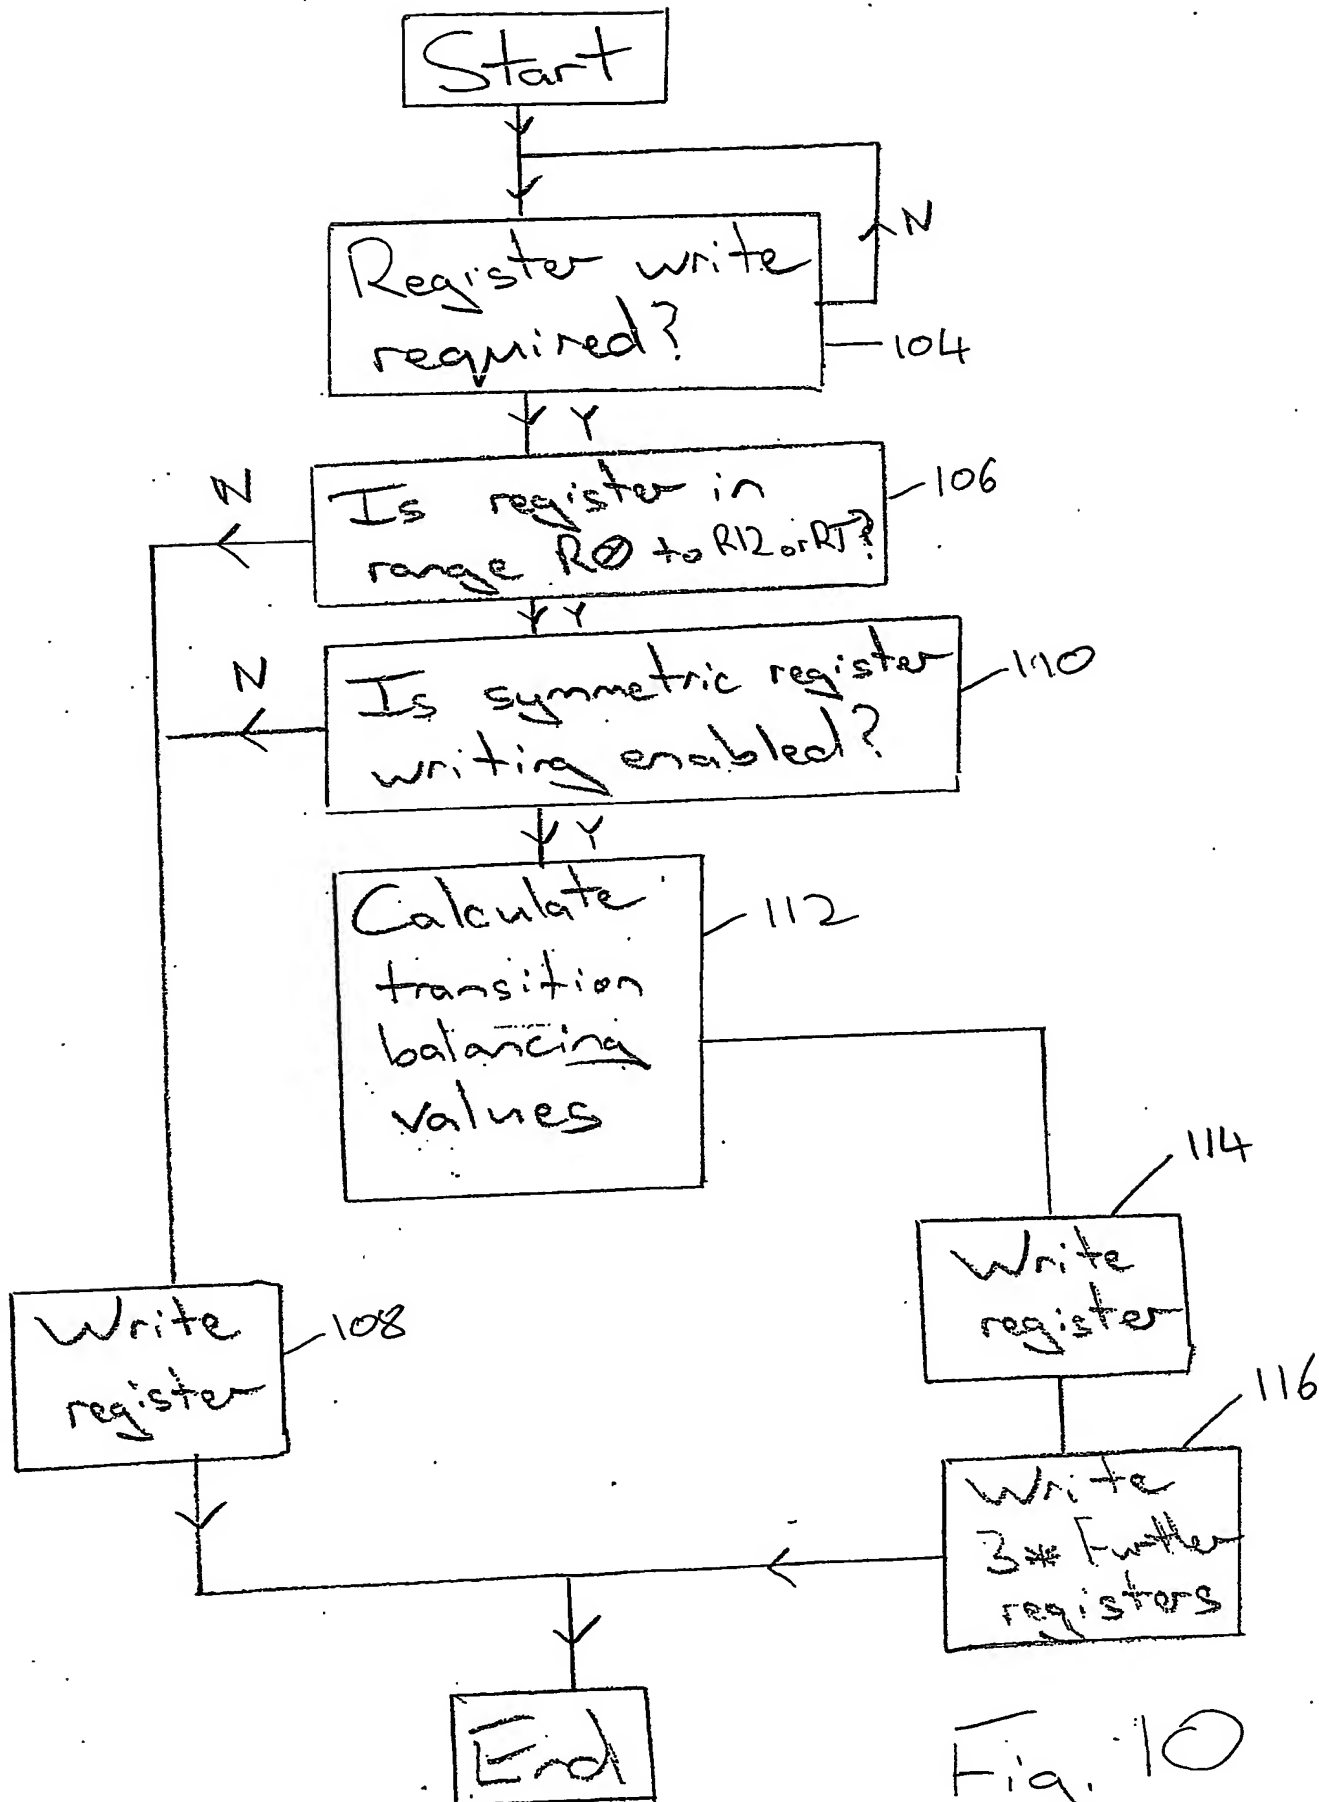 Start
N
Register write
required?
104
Y
N
Is register in
range R0 to R12 or RT?
106
Y
N
Is symmetric register
writing enabled?
110
Y
Calculate
transition
balancing
values
112
114
Write
register
Write
register
108
116
Write
3* Further
registers
End
Fig. 10